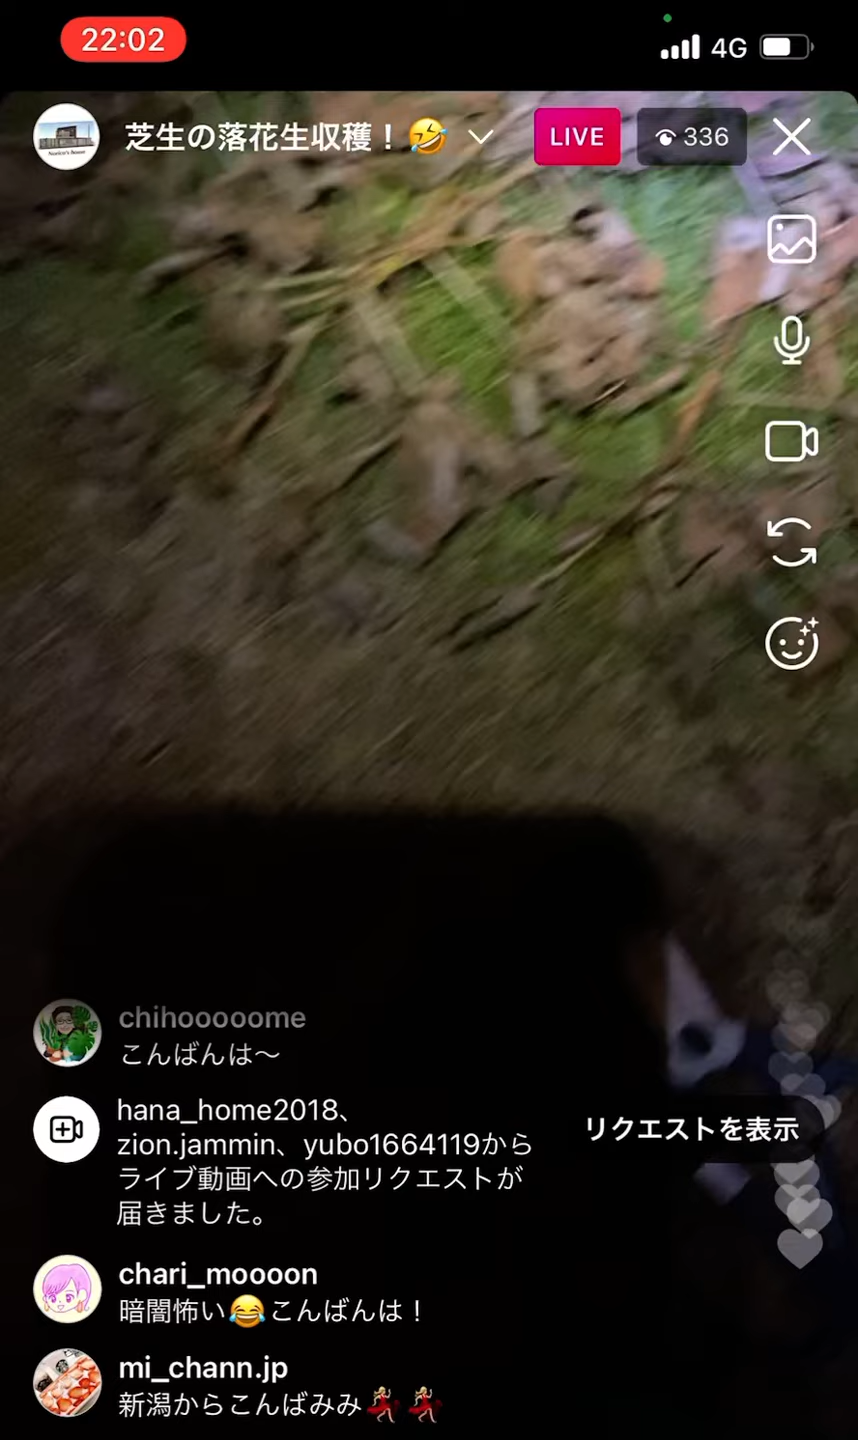 22:02
4G
芝生の落花生収穫！🤣
LIVE
336
chihooooome
こんばんは〜
hana_home2018、
zion.jammin、yubo1664119から
ライブ動画への参加リクエストが
届きました。
リクエストを表示
chari_moooon
暗闇怖い😂こんばんは！
mi_chann.jp
新潟からこんばみみ💃💃